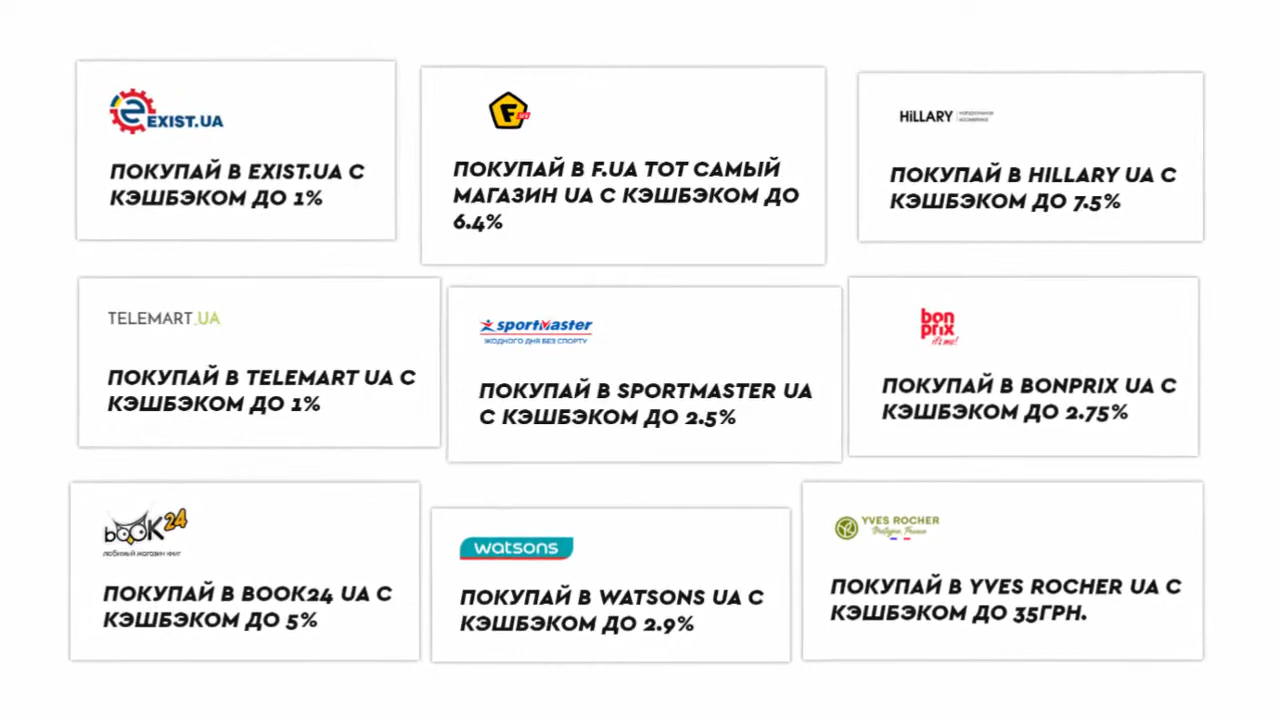 EXIST.UA
ПОКУПАЙ В EXIST.UA С
КЭШБЭКОМ ДО 1%
F
ПОКУПАЙ В F.UA ТОТ САМЫЙ
МАГАЗИН UA С КЭШБЭКОМ ДО
6.4%
HiLLARY
ПОКУПАЙ В HILLARY UA С
КЭШБЭКОМ ДО 7.5%
TELEMART.UA
ПОКУПАЙ В TELEMART UA С
КЭШБЭКОМ ДО 1%
sportmaster
ЖОДНОГО ДНЯ БЕЗ СПОРТУ
ПОКУПАЙ В SPORTMASTER UA
С КЭШБЭКОМ ДО 2.5%
bon
prix
it's me!
ПОКУПАЙ В BONPRIX UA С
КЭШБЭКОМ ДО 2.75%
book24
любимый магазин книг
ПОКУПАЙ В BOOK24 UA С
КЭШБЭКОМ ДО 5%
watsons
ПОКУПАЙ В WATSONS UA С
КЭШБЭКОМ ДО 2.9%
YVES ROCHER
Bretagne, France
ПОКУПАЙ В YVES ROCHER UA С
КЭШБЭКОМ ДО 35ГРН.